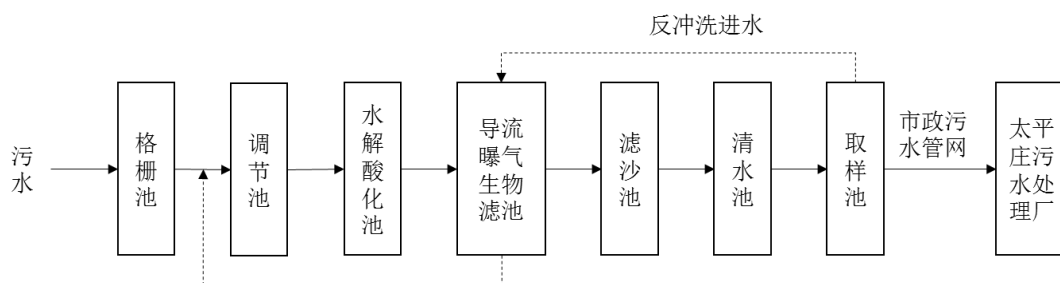 反冲洗进水
污水
格栅池
调节池
水解酸化池
导流曝气生物滤池
滤沙池
清水池
取样池
市政污
水管网
太平庄污水处理厂